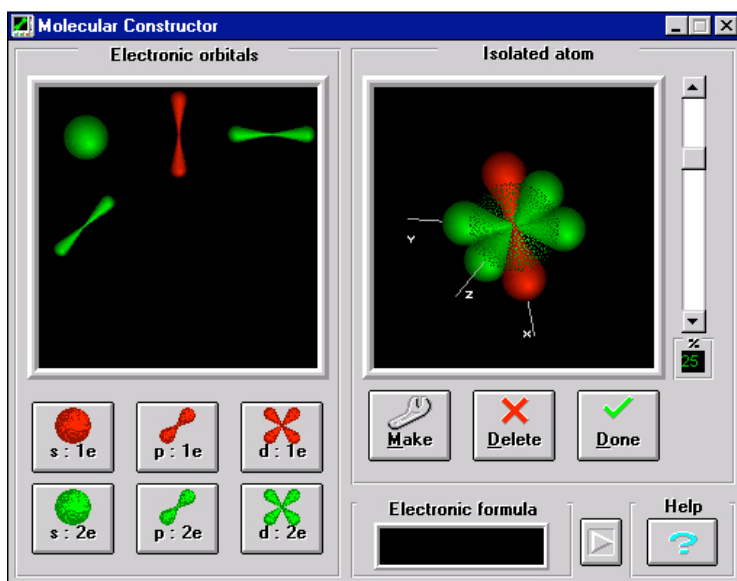 Molecular Constructor
Electronic orbitals
Isolated atom
Y
Z
X
%
25
s : 1e
p : 1e
d : 1e
Make
Delete
Done
s : 2e
p : 2e
d : 2e
Electronic formula
Help
?